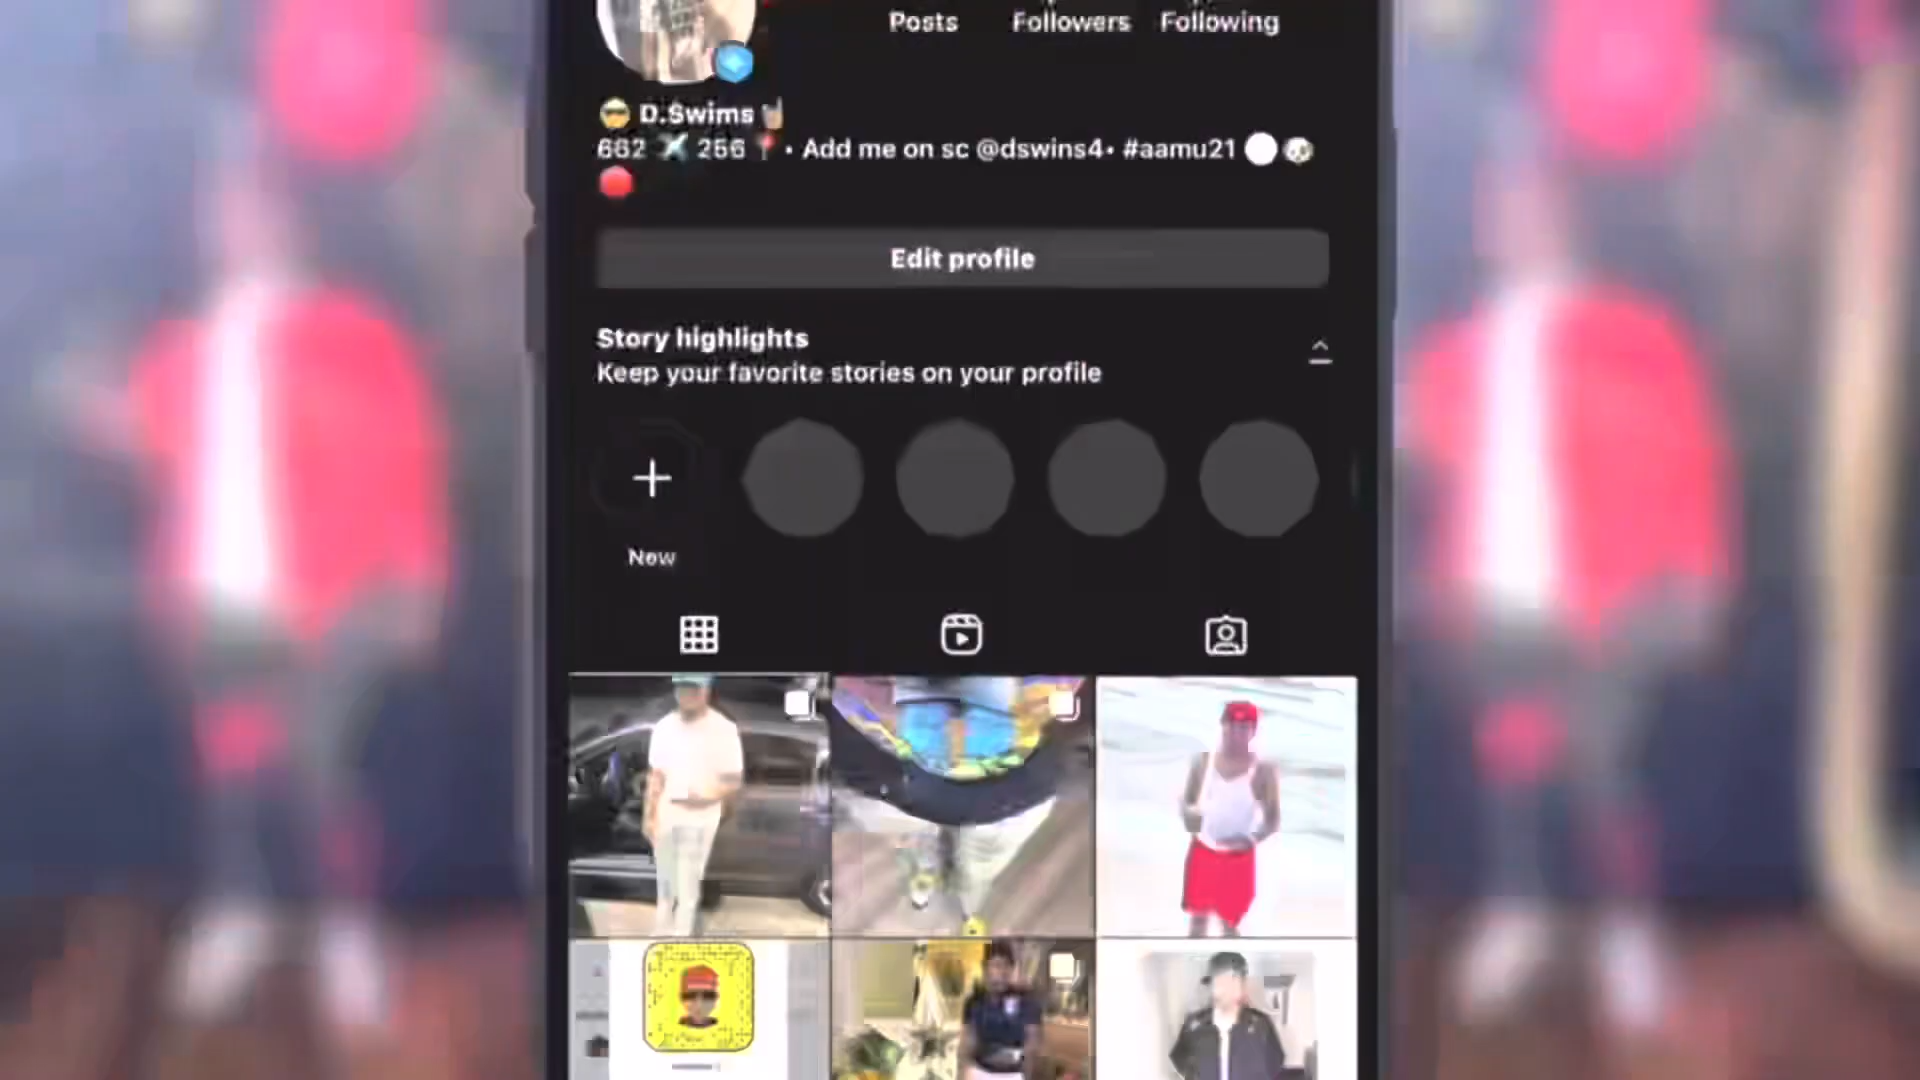 Posts Followers Following
D.Swims
662 256 • Add me on sc @dswins4• #aamu21
Edit profile
Story highlights
Keep your favorite stories on your profile
New